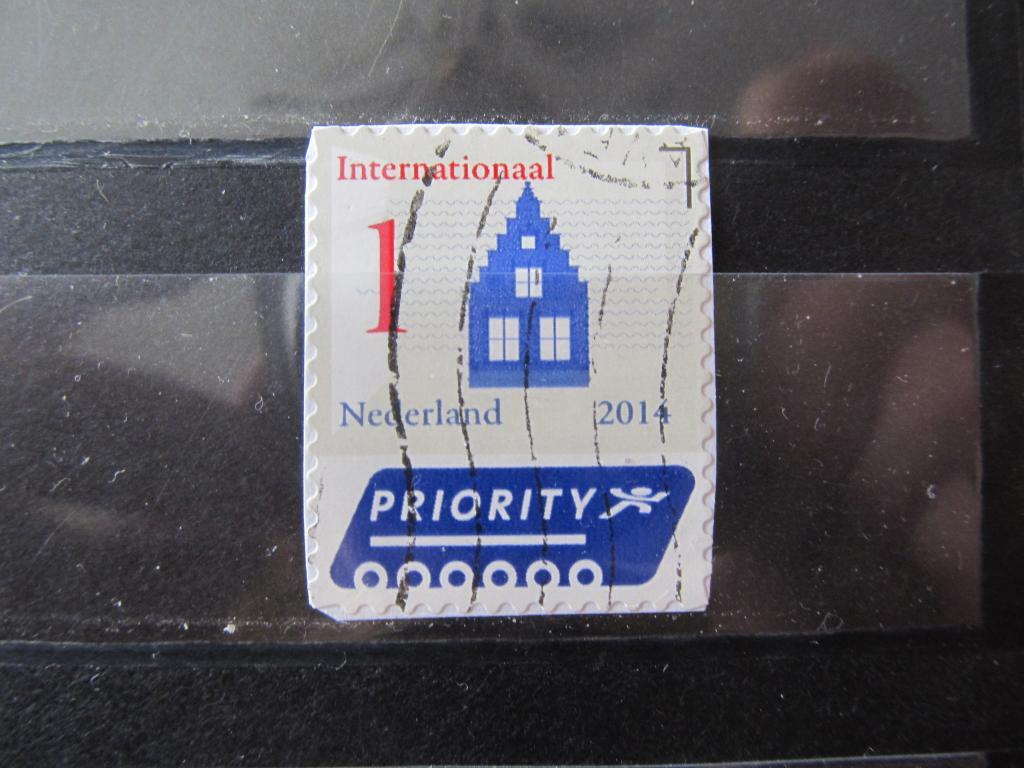 Internationaal
1
Nederland 2014
PRIORITY